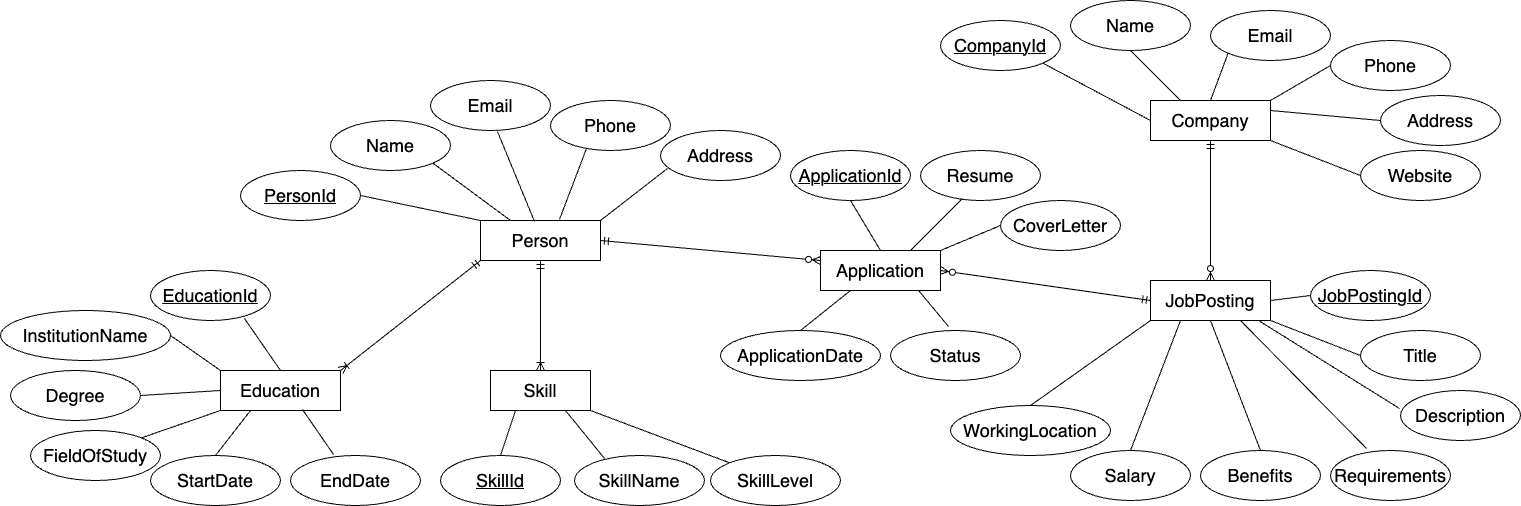 Name
CompanyId
Email
Phone
Company
Address
Website
Email
Phone
Name
Address
PersonId
Person
ApplicationId
Resume
CoverLetter
Application
ApplicationDate
Status
JobPosting
JobPostingId
Title
Description
WorkingLocation
Salary
Benefits
Requirements
EducationId
InstitutionName
Degree
Education
FieldOfStudy
StartDate
EndDate
Skill
SkillId
SkillName
SkillLevel